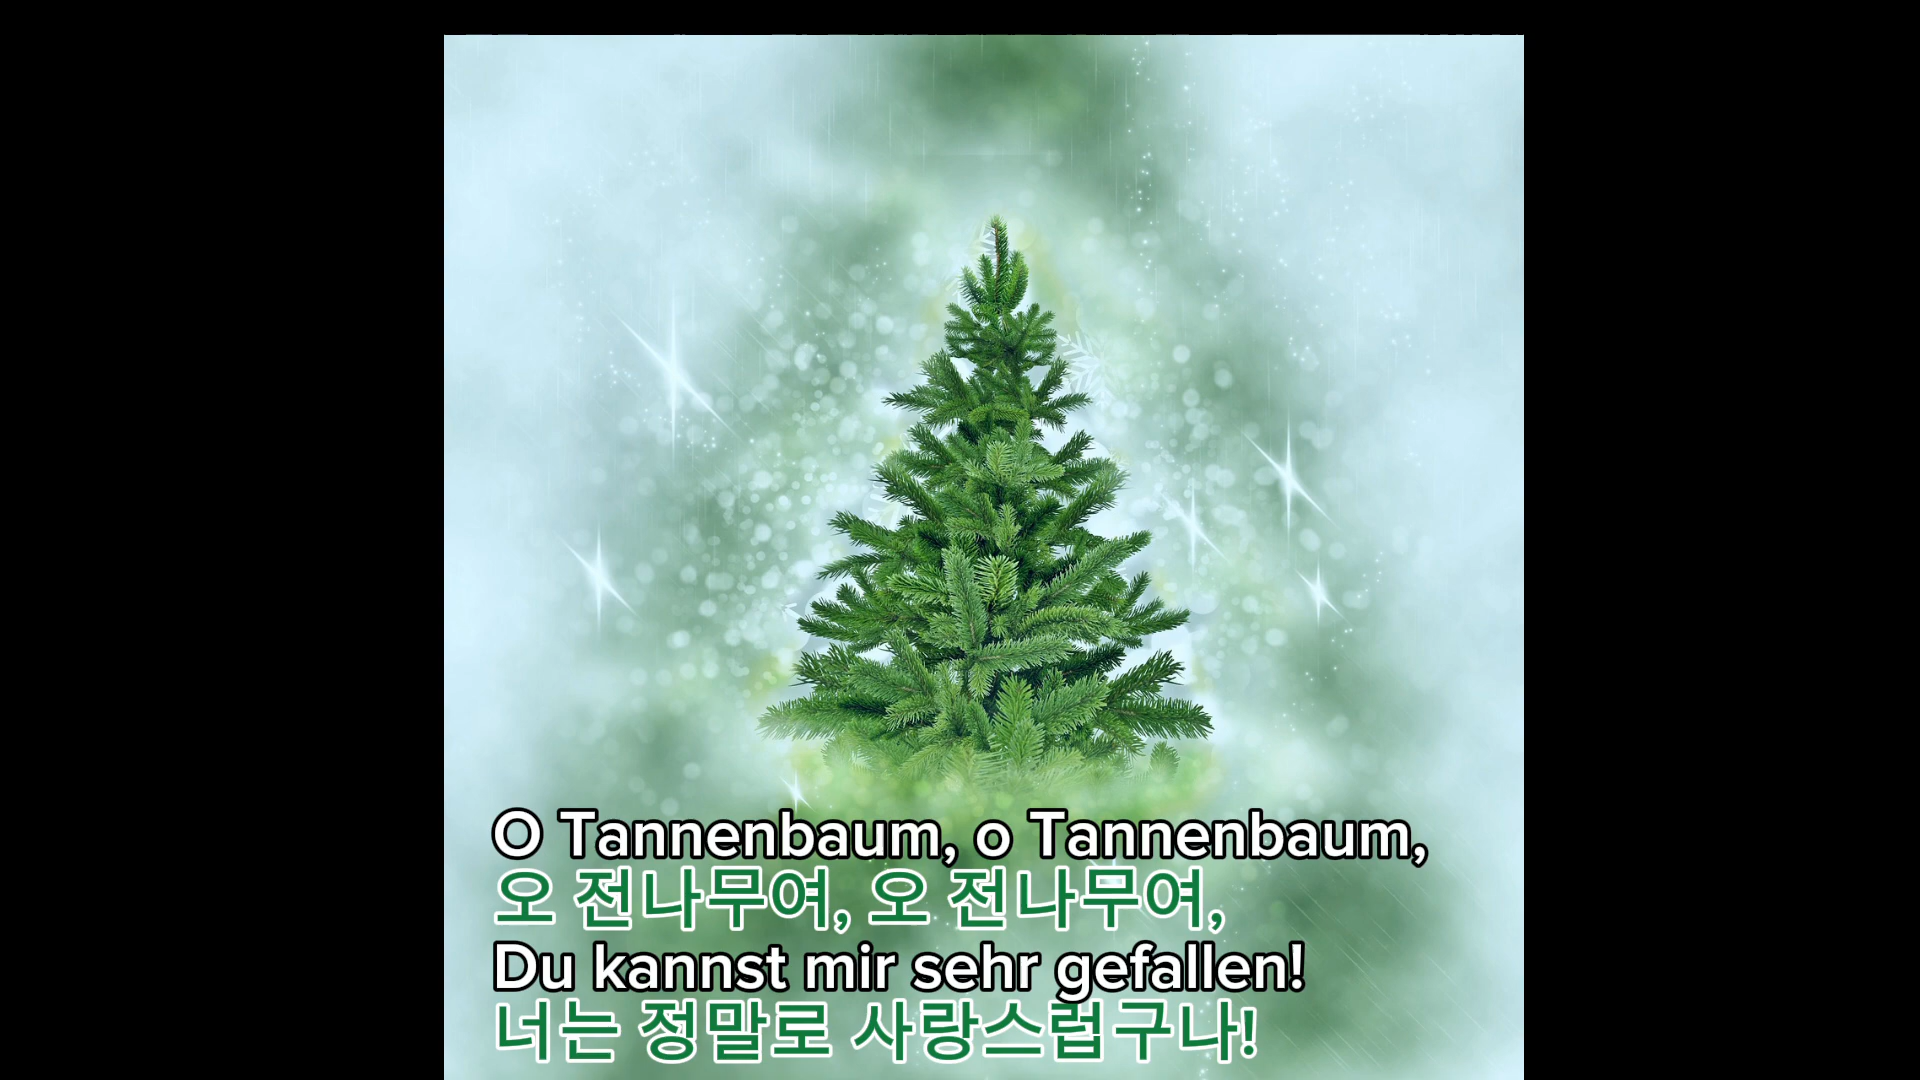 O Tannenbaum, o Tannenbaum,
오 전나무여, 오 전나무여,
Du kannst mir sehr gefallen!
너는 정말로 사랑스럽구나!